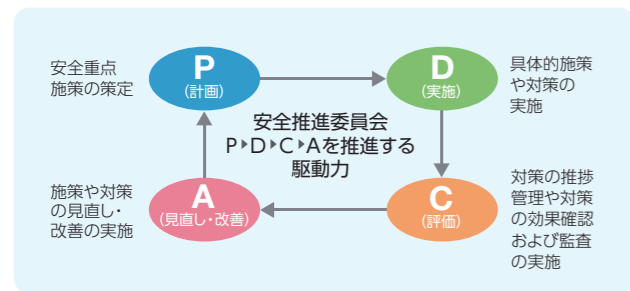 安全重点
施策の策定
P
(計画)
D
(実施)
具体的施策
や対策の
実施
安全推進委員会
P▶D▶C▶Aを推進する
駆動力
施策や対策
の見直し・
改善の実施
A
(見直し・改善)
C
(評価)
対策の推捗
管理や対策
の効果確認
および監査
の実施